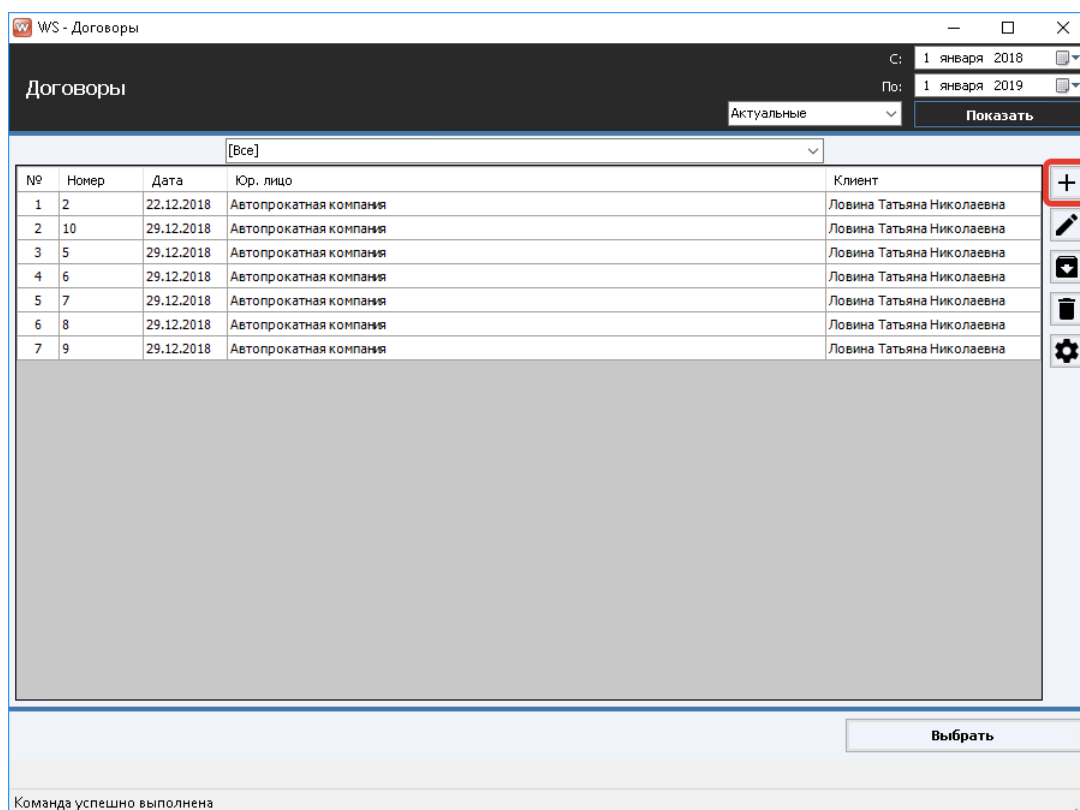 WS - Договоры
С: 1 января 2018
Договоры
По: 1 января 2019
Актуальные Показать
[Все]
№ Номер Дата Юр. лицо Клиент
1 2 22.12.2018 Автопрокатная компания Ловина Татьяна Николаевна
2 10 29.12.2018 Автопрокатная компания Ловина Татьяна Николаевна
3 5 29.12.2018 Автопрокатная компания Ловина Татьяна Николаевна
4 6 29.12.2018 Автопрокатная компания Ловина Татьяна Николаевна
5 7 29.12.2018 Автопрокатная компания Ловина Татьяна Николаевна
6 8 29.12.2018 Автопрокатная компания Ловина Татьяна Николаевна
7 9 29.12.2018 Автопрокатная компания Ловина Татьяна Николаевна
Выбрать
Команда успешно выполнена